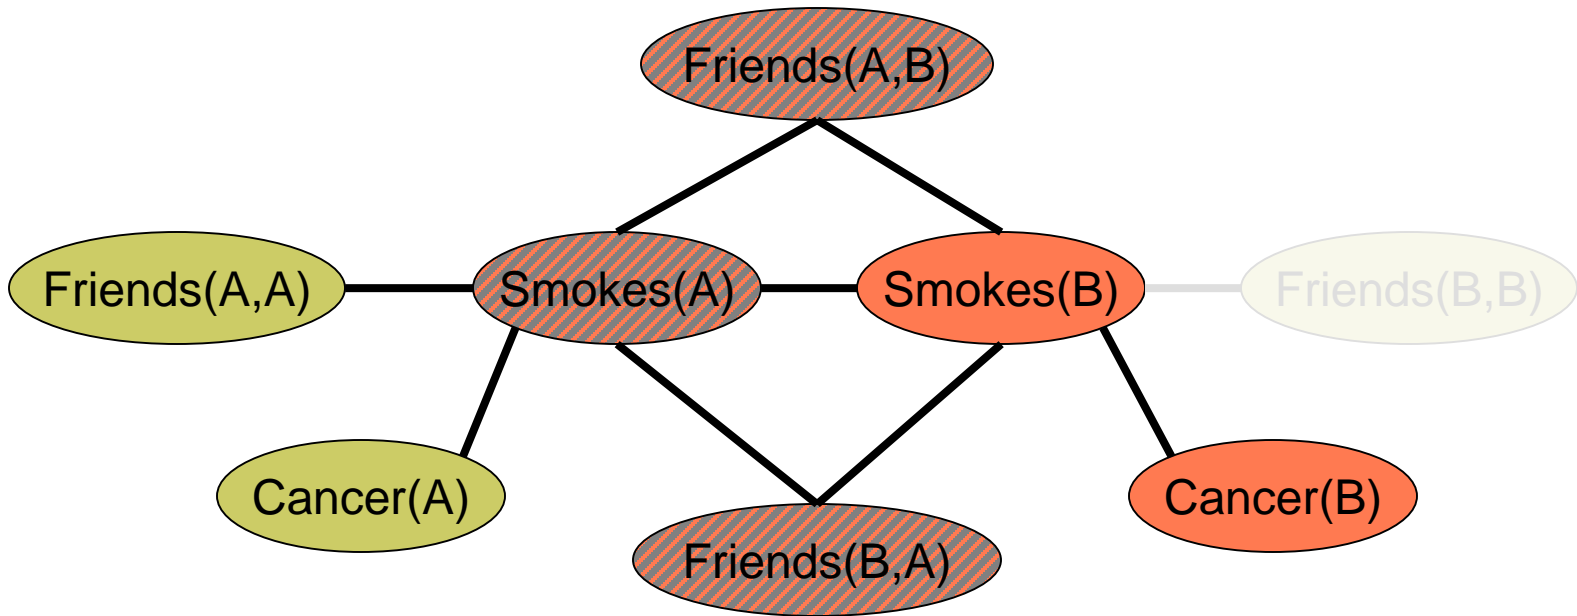 Friends(A,B)
Friends(A,A)
Smokes(A)
Smokes(B)
Friends(B,B)
Cancer(A)
Cancer(B)
Friends(B,A)